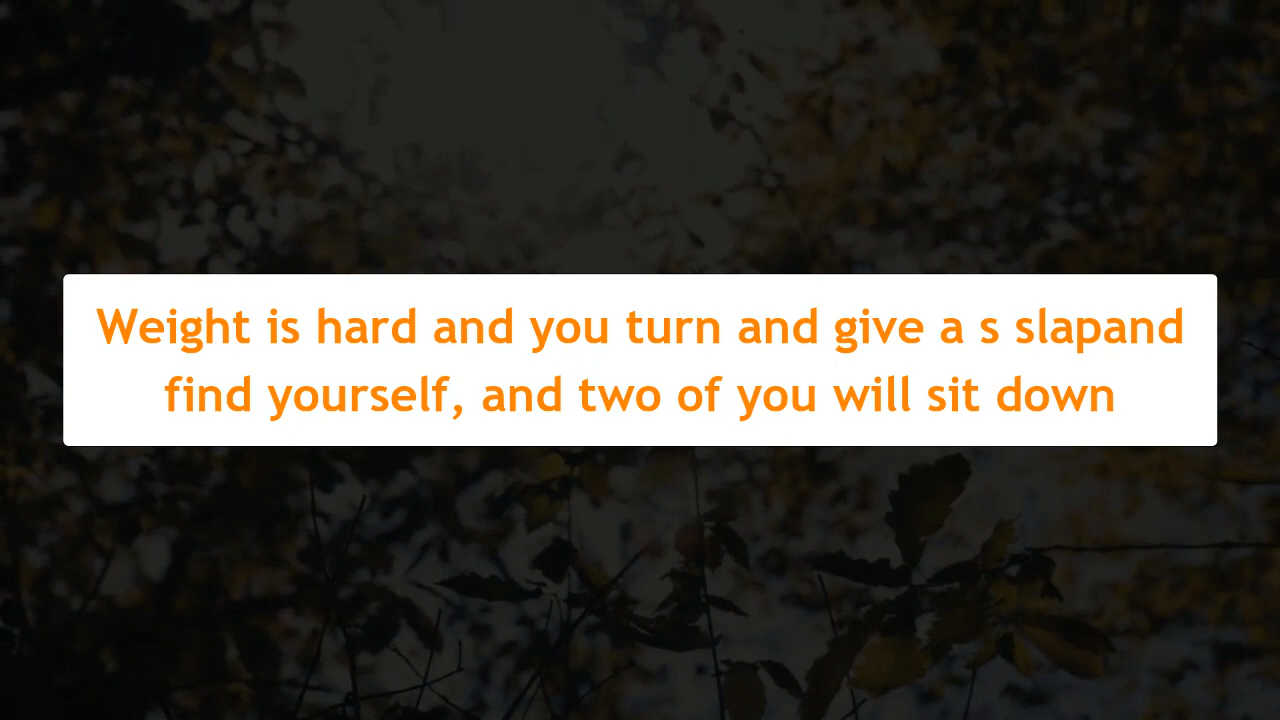 Weight is hard and you turn and give a s slapand
find yourself, and two of you will sit down